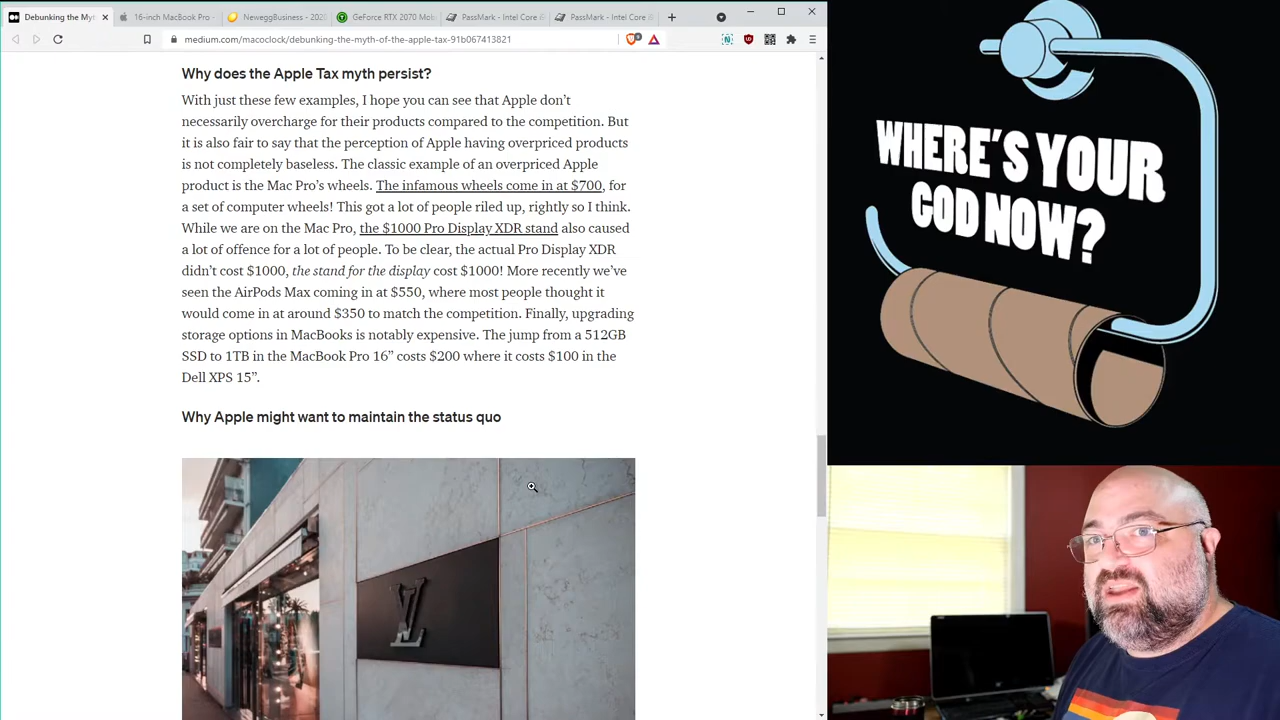 Debunking the My
16-inch MacBook Pro -
NeweggBusiness - 2020
GeForce RTX 2070 Mob
PassMark - Intel Core i
PassMark - Intel Core i
medium.com/macoclock/debunking-the-myth-of-the-apple-tax-91b067413821
Why does the Apple Tax myth persist?
With just these few examples, I hope you can see that Apple don’t
necessarily overcharge for their products compared to the competition. But
it is also fair to say that the perception of Apple having overpriced products
is not completely baseless. The classic example of an overpriced Apple
product is the Mac Pro’s wheels. The infamous wheels come in at $700, for
a set of computer wheels! This got a lot of people riled up, rightly so I think.
While we are on the Mac Pro, the $1000 Pro Display XDR stand also caused
a lot of offence for a lot of people. To be clear, the actual Pro Display XDR
didn’t cost $1000, the stand for the display cost $1000! More recently we’ve
seen the AirPods Max coming in at $550, where most people thought it
would come in at around $350 to match the competition. Finally, upgrading
storage options in MacBooks is notably expensive. The jump from a 512GB
SSD to 1TB in the MacBook Pro 16” costs $200 where it costs $100 in the
Dell XPS 15”.
Why Apple might want to maintain the status quo
LV
WHERE'S YOUR
GOD NOW?